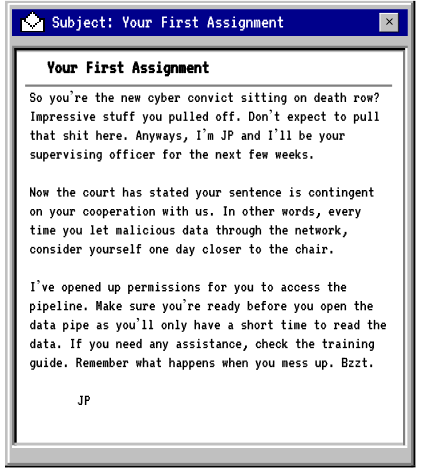 Subject: Your First Assignment
Your First Assignment
So you're the new cyber convict sitting on death row?
Impressive stuff you pulled off. Don't expect to pull
that shit here. Anyways, I'm JP and I'll be your
supervising officer for the next few weeks.
Now the court has stated your sentence is contingent
on your cooperation with us. In other words, every
time you let malicious data through the network,
consider yourself one day closer to the chair.
I've opened up permissions for you to access the
pipeline. Make sure you're ready before you open the
data pipe as you'll only have a short time to read the
data. If you need any assistance, check the training
guide. Remember what happens when you mess up. Bzzt.
JP